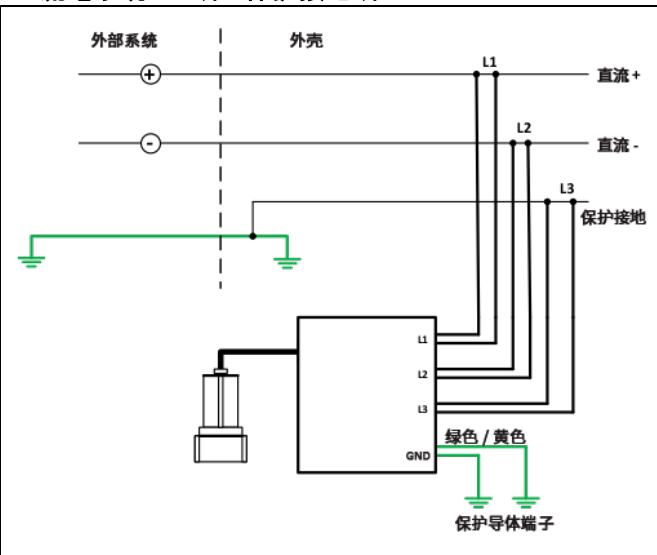 外部系统
外壳
L1
+
直流 +
L2
-
直流 -
L3
保护接地
L1
L2
L3
绿色 / 黄色
GND
保护导体端子